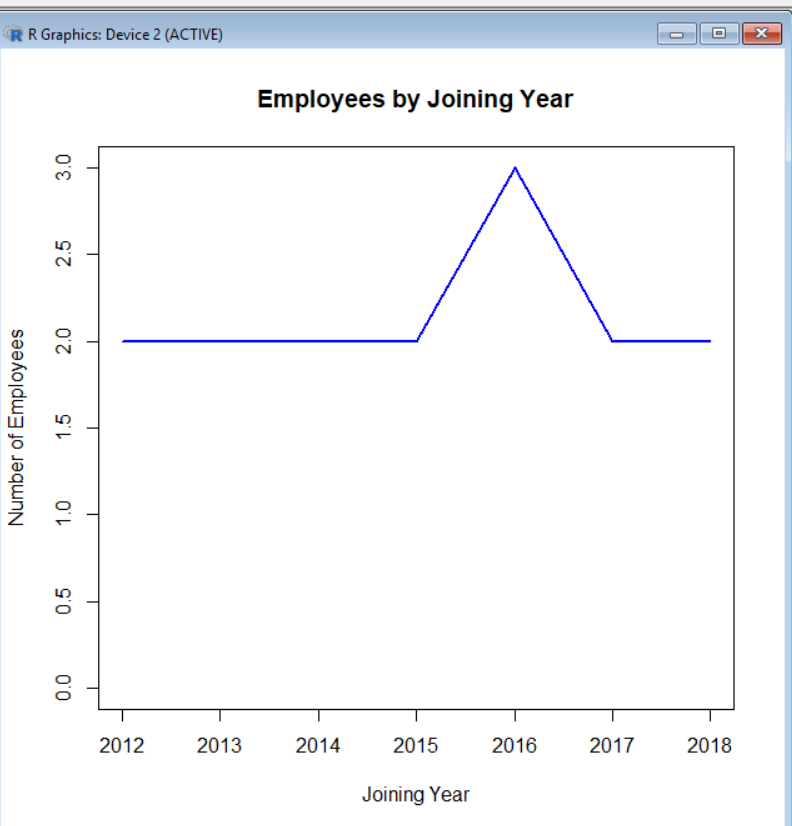 R Graphics: Device 2 (ACTIVE)
Employees by Joining Year
Number of Employees
3.0
2.5
2.0
1.5
1.0
0.5
0.0
2012 2013 2014 2015 2016 2017 2018
Joining Year